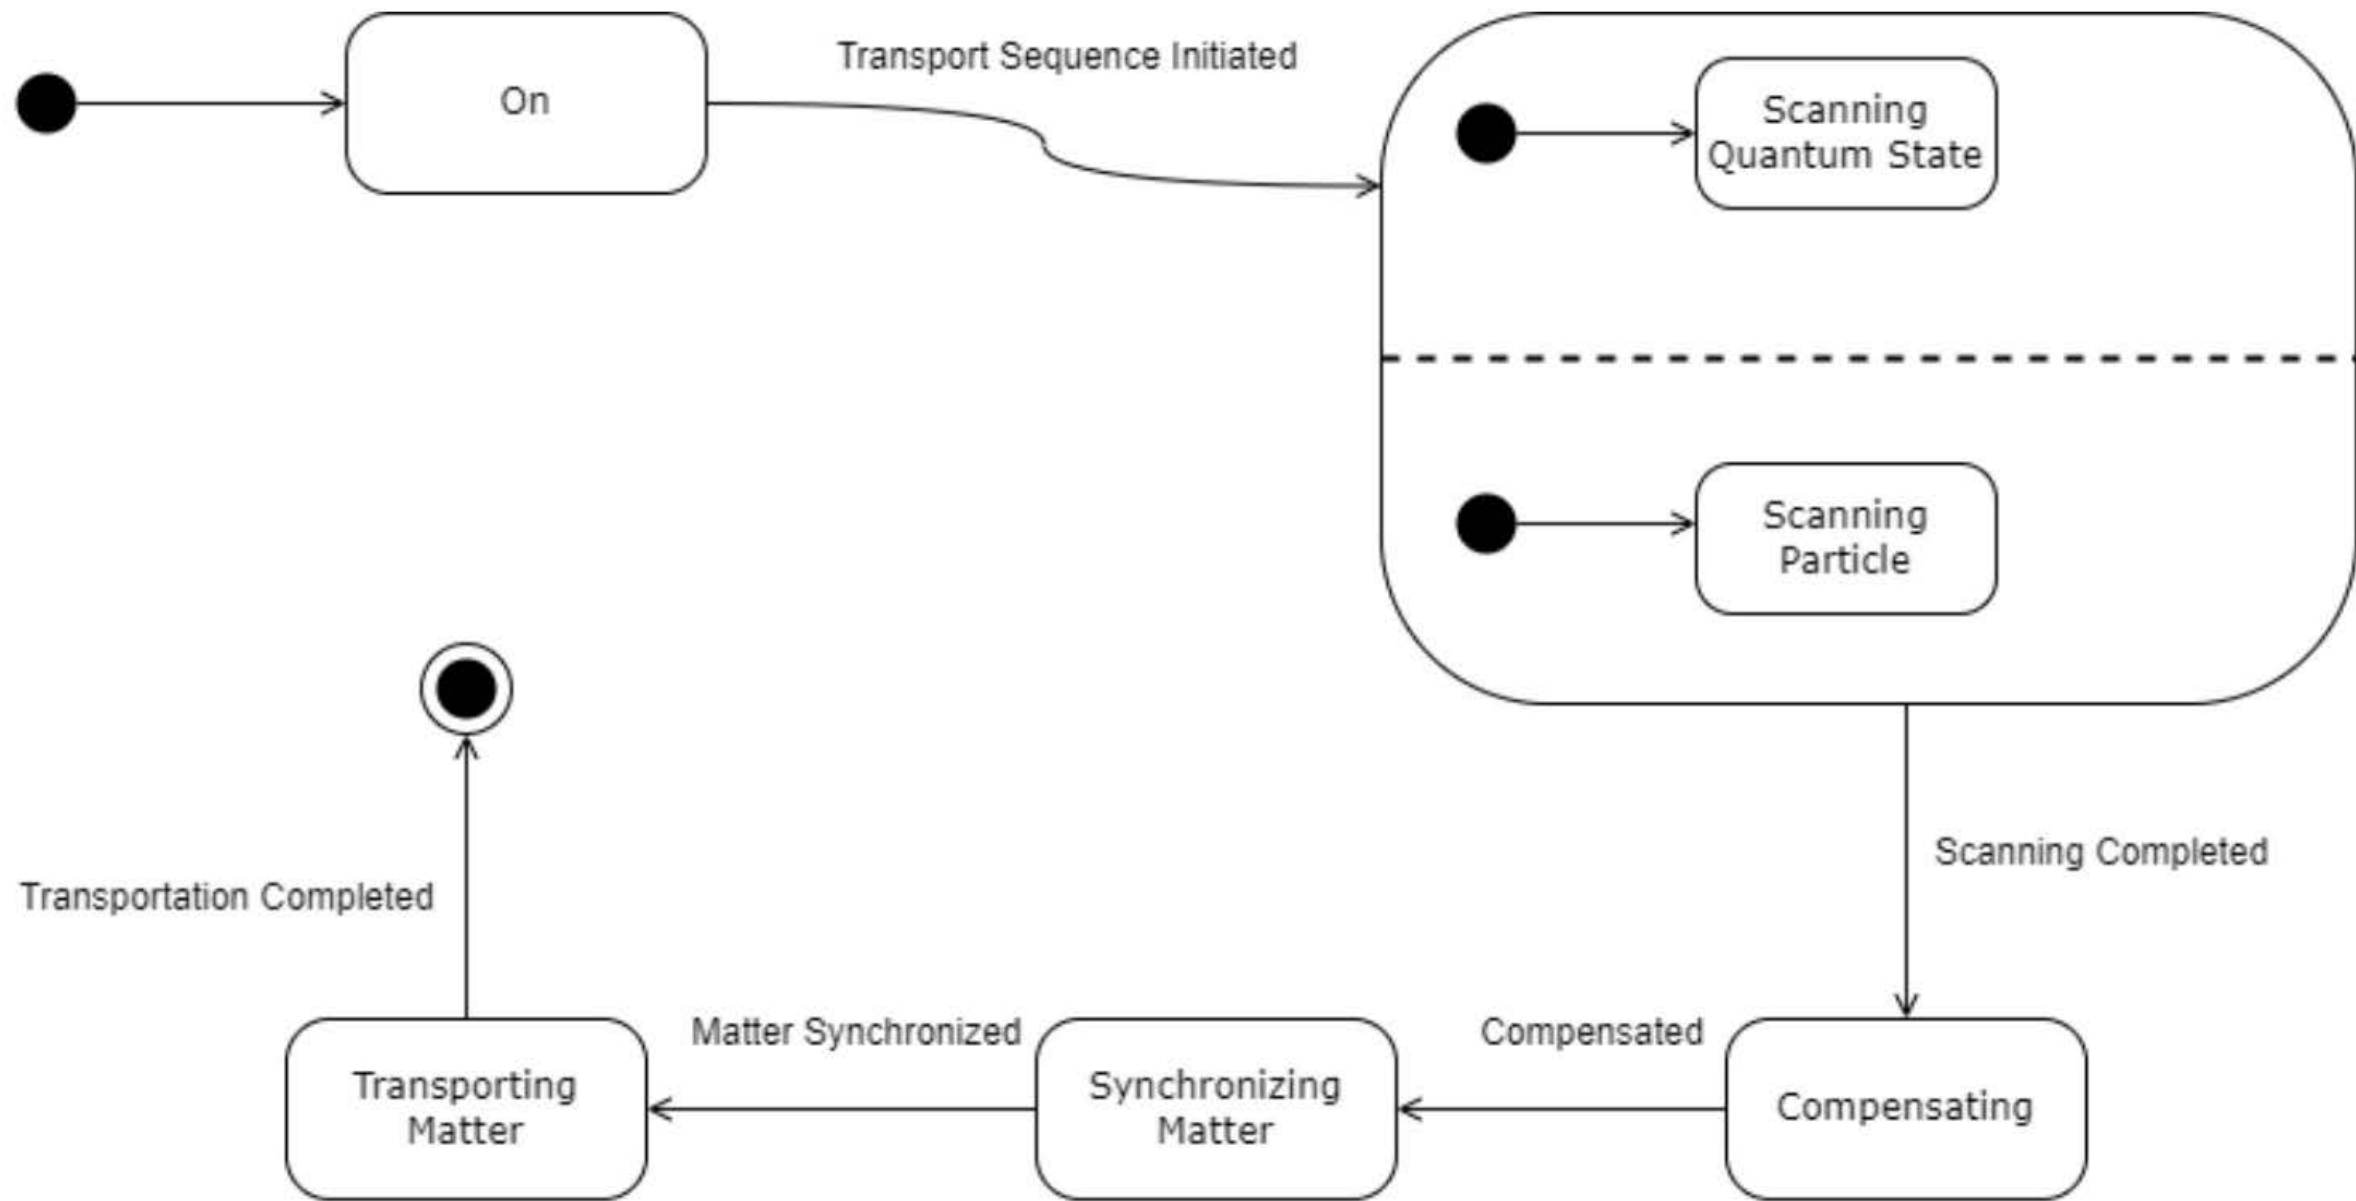 On
Transport Sequence Initiated
Scanning
Quantum State
Scanning
Particle
Scanning Completed
Compensating
Compensated
Synchronizing
Matter
Matter Synchronized
Transporting
Matter
Transportation Completed